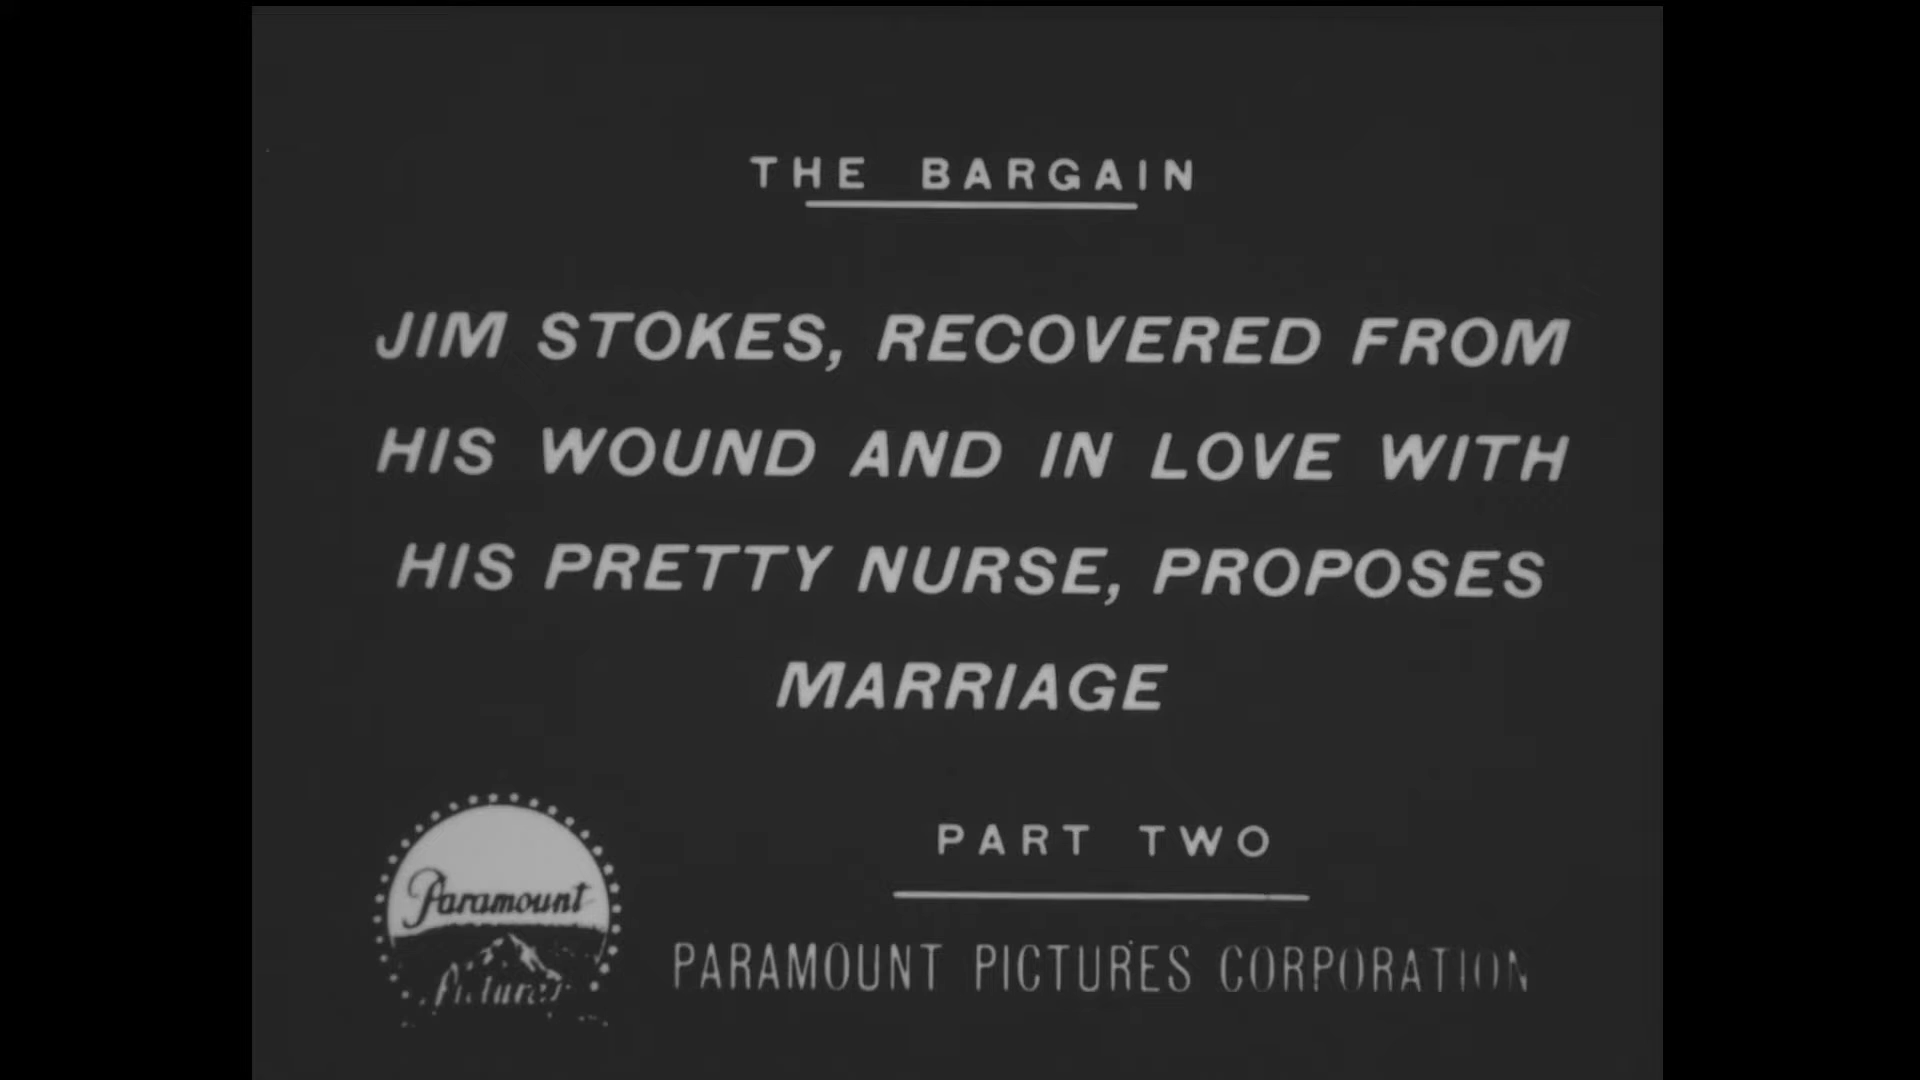 THE BARGAIN
JIM STOKES, RECOVERED FROM
HIS WOUND AND IN LOVE WITH
HIS PRETTY NURSE, PROPOSES
MARRIAGE
PART TWO
Paramount
Pictures
PARAMOUNT PICTURES CORPORATION